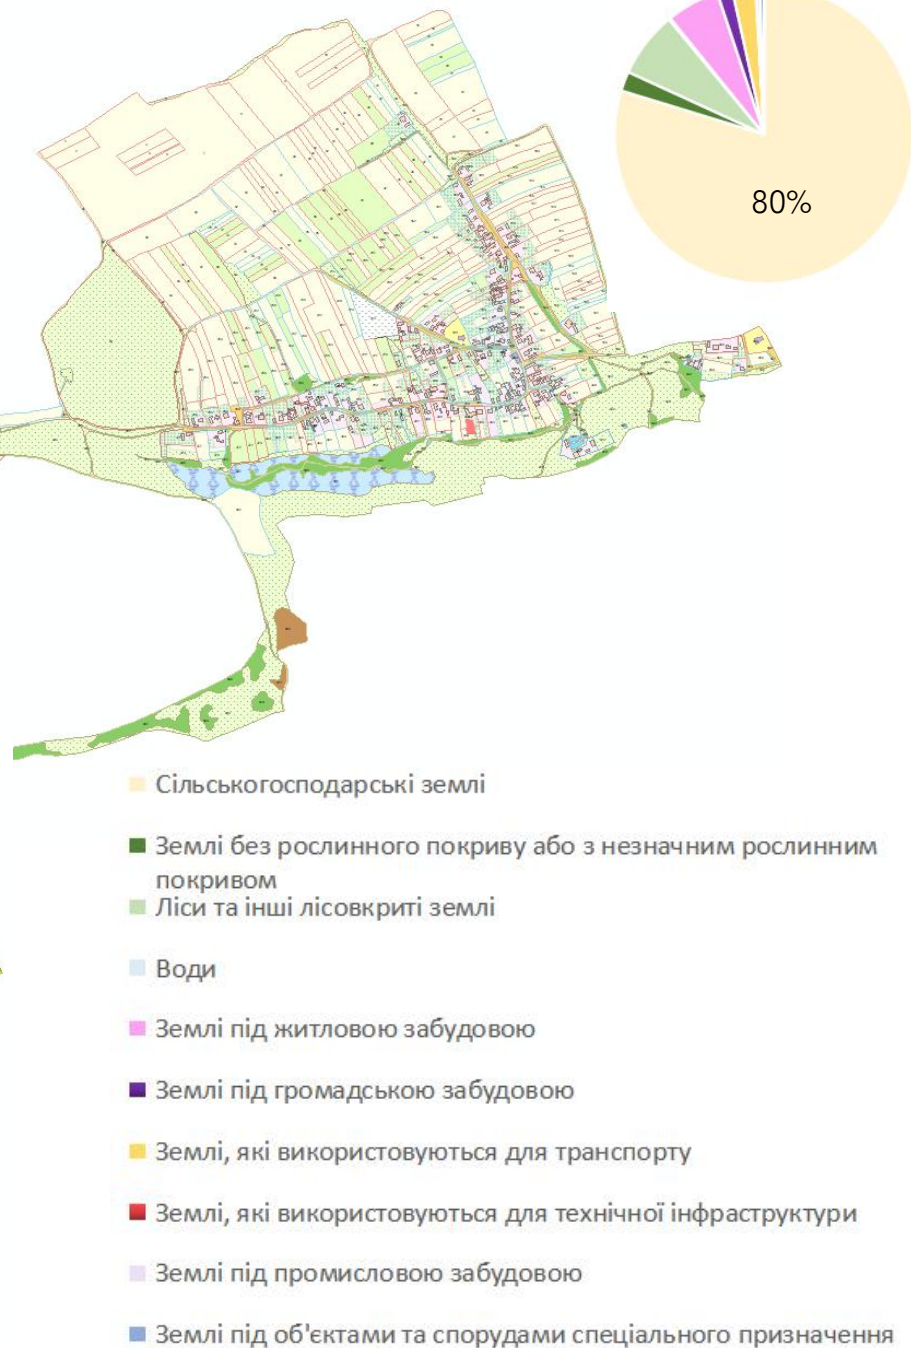 80%
Сільськогосподарські землі
Землі без рослинного покриву або з незначним рослинним
покривом
Ліси та інші лісовкриті землі
Води
Землі під житловою забудовою
Землі під громадською забудовою
Землі, які використовуються для транспорту
Землі, які використовуються для технічної інфраструктури
Землі під промисловою забудовою
Землі під об'єктами та спорудами спеціального призначення